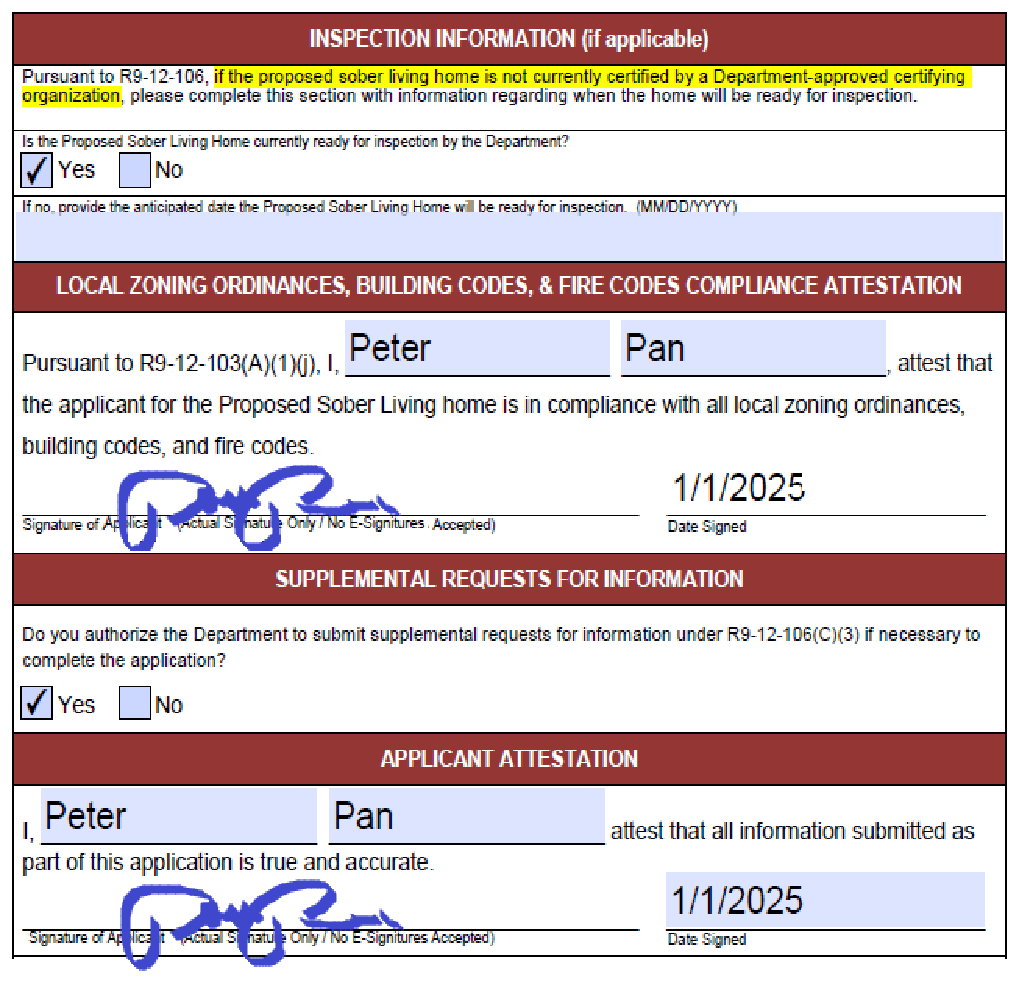 INSPECTION INFORMATION (if applicable)
Pursuant to R9-12-106, if the proposed sober living home is not currently certified by a Department-approved certifying
organization, please complete this section with information regarding when the home will be ready for inspection.
Is the Proposed Sober Living Home currently ready for inspection by the Department?
✓ Yes No
If no, provide the anticipated date the Proposed Sober Living Home will be ready for inspection. (MM/DD/YYYY)
LOCAL ZONING ORDINANCES, BUILDING CODES, & FIRE CODES COMPLIANCE ATTESTATION
Pursuant to R9-12-103(A)(1)(j), I, Peter Pan, attest that
the applicant for the Proposed Sober Living home is in compliance with all local zoning ordinances,
building codes, and fire codes.
1/1/2025
Signature of Applicant (Actual Signature Only / No E-Signitures Accepted) Date Signed
SUPPLEMENTAL REQUESTS FOR INFORMATION
Do you authorize the Department to submit supplemental requests for information under R9-12-106(C)(3) if necessary to
complete the application?
✓ Yes No
APPLICANT ATTESTATION
I, Peter Pan attest that all information submitted as
part of this application is true and accurate.
1/1/2025
Signature of Applicant (Actual Signature Only / No E-Signitures Accepted) Date Signed